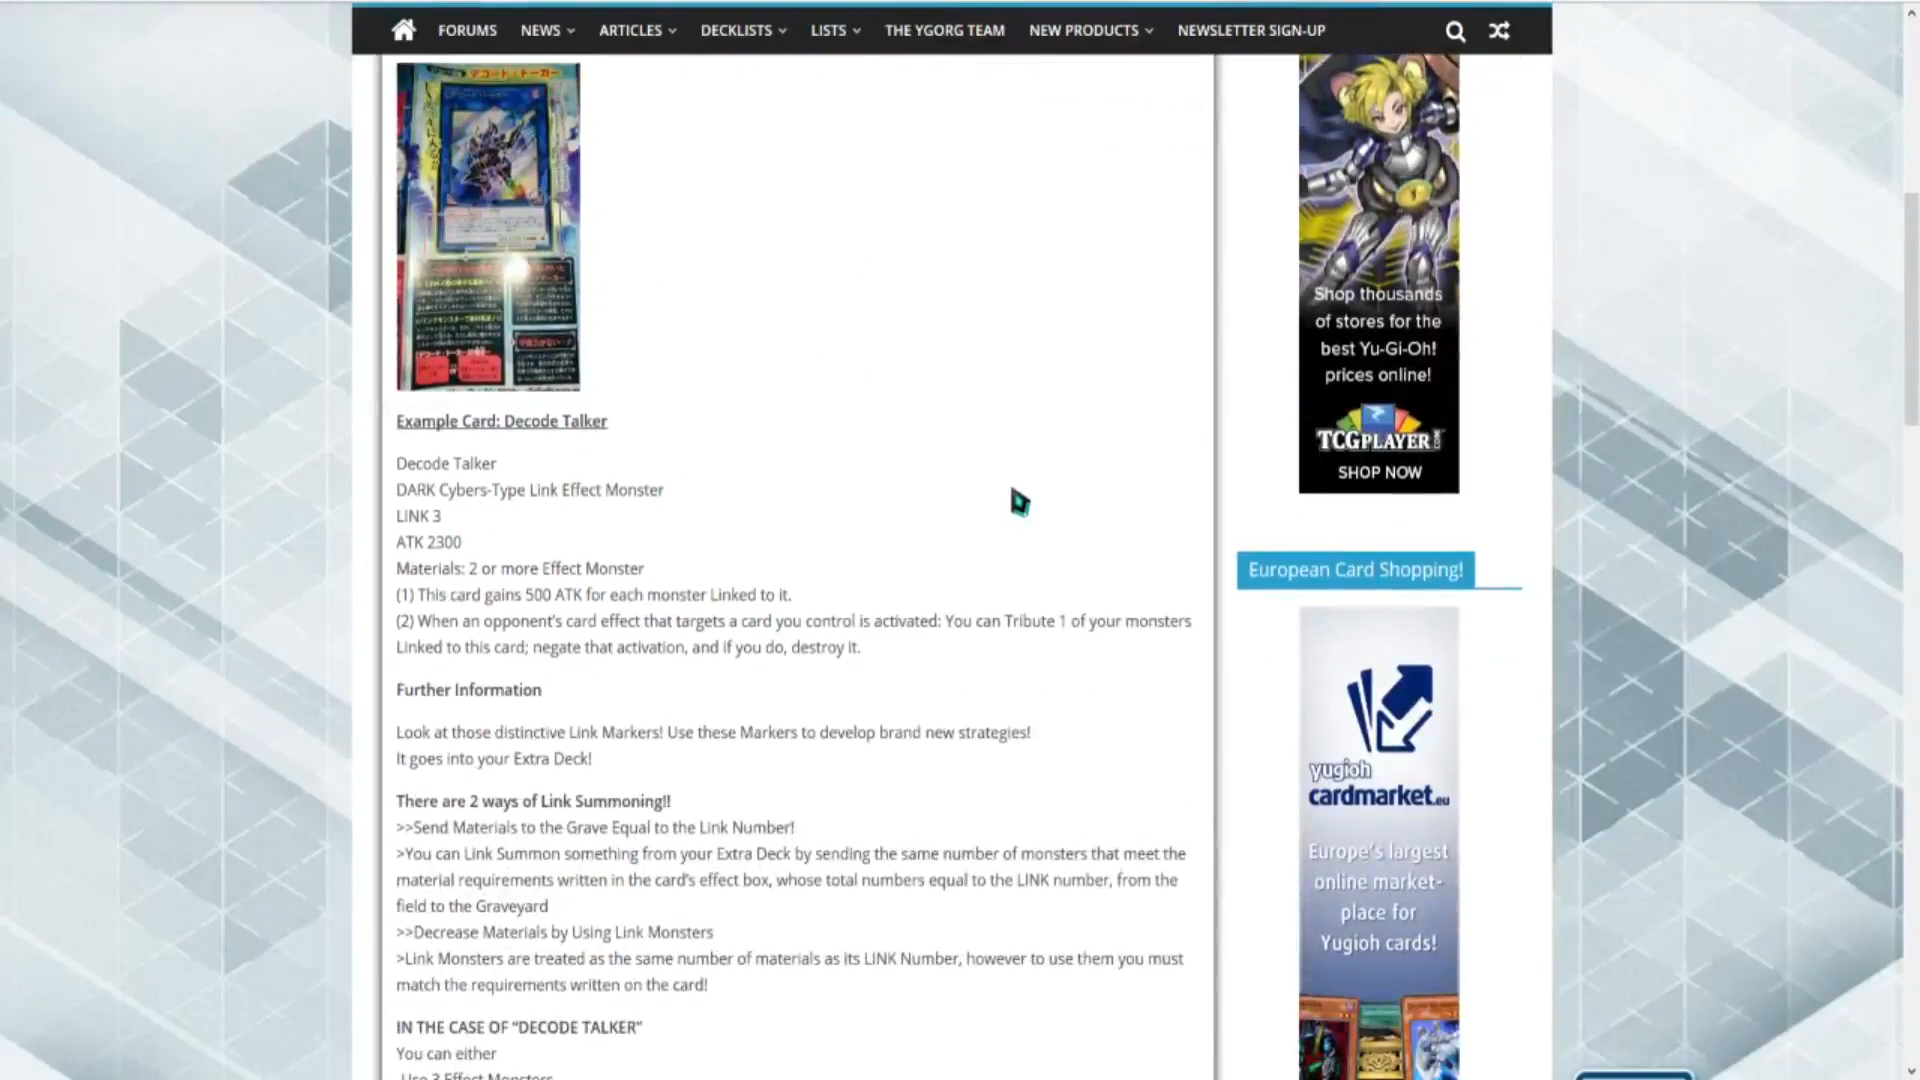 FORUMS NEWS ARTICLES DECKLISTS LISTS THE YGORG TEAM NEW PRODUCTS NEWSLETTER SIGN-UP
デコード・トーカー
Example Card: Decode Talker
Decode Talker
DARK Cybers-Type Link Effect Monster
LINK 3
ATK 2300
Materials: 2 or more Effect Monster
(1) This card gains 500 ATK for each monster Linked to it.
(2) When an opponent's card effect that targets a card you control is activated: You can Tribute 1 of your monsters
Linked to this card; negate that activation, and if you do, destroy it.
Further Information
Look at those distinctive Link Markers! Use these Markers to develop brand new strategies!
It goes into your Extra Deck!
There are 2 ways of Link Summoning!!
>>Send Materials to the Grave Equal to the Link Number!
>You can Link Summon something from your Extra Deck by sending the same number of monsters that meet the
material requirements written in the card's effect box, whose total numbers equal to the LINK number, from the
field to the Graveyard
>>Decrease Materials by Using Link Monsters
>Link Monsters are treated as the same number of materials as its LINK Number, however to use them you must
match the requirements written on the card!
IN THE CASE OF "DECODE TALKER"
You can either
Use 3 Effect Monsters
Shop thousands
of stores for the
best Yu-Gi-Oh!
prices online!
TCGPLAYER.COM
SHOP NOW
European Card Shopping!
yugioh
cardmarket.eu
Europe's largest
online market-
place for
Yugioh cards!